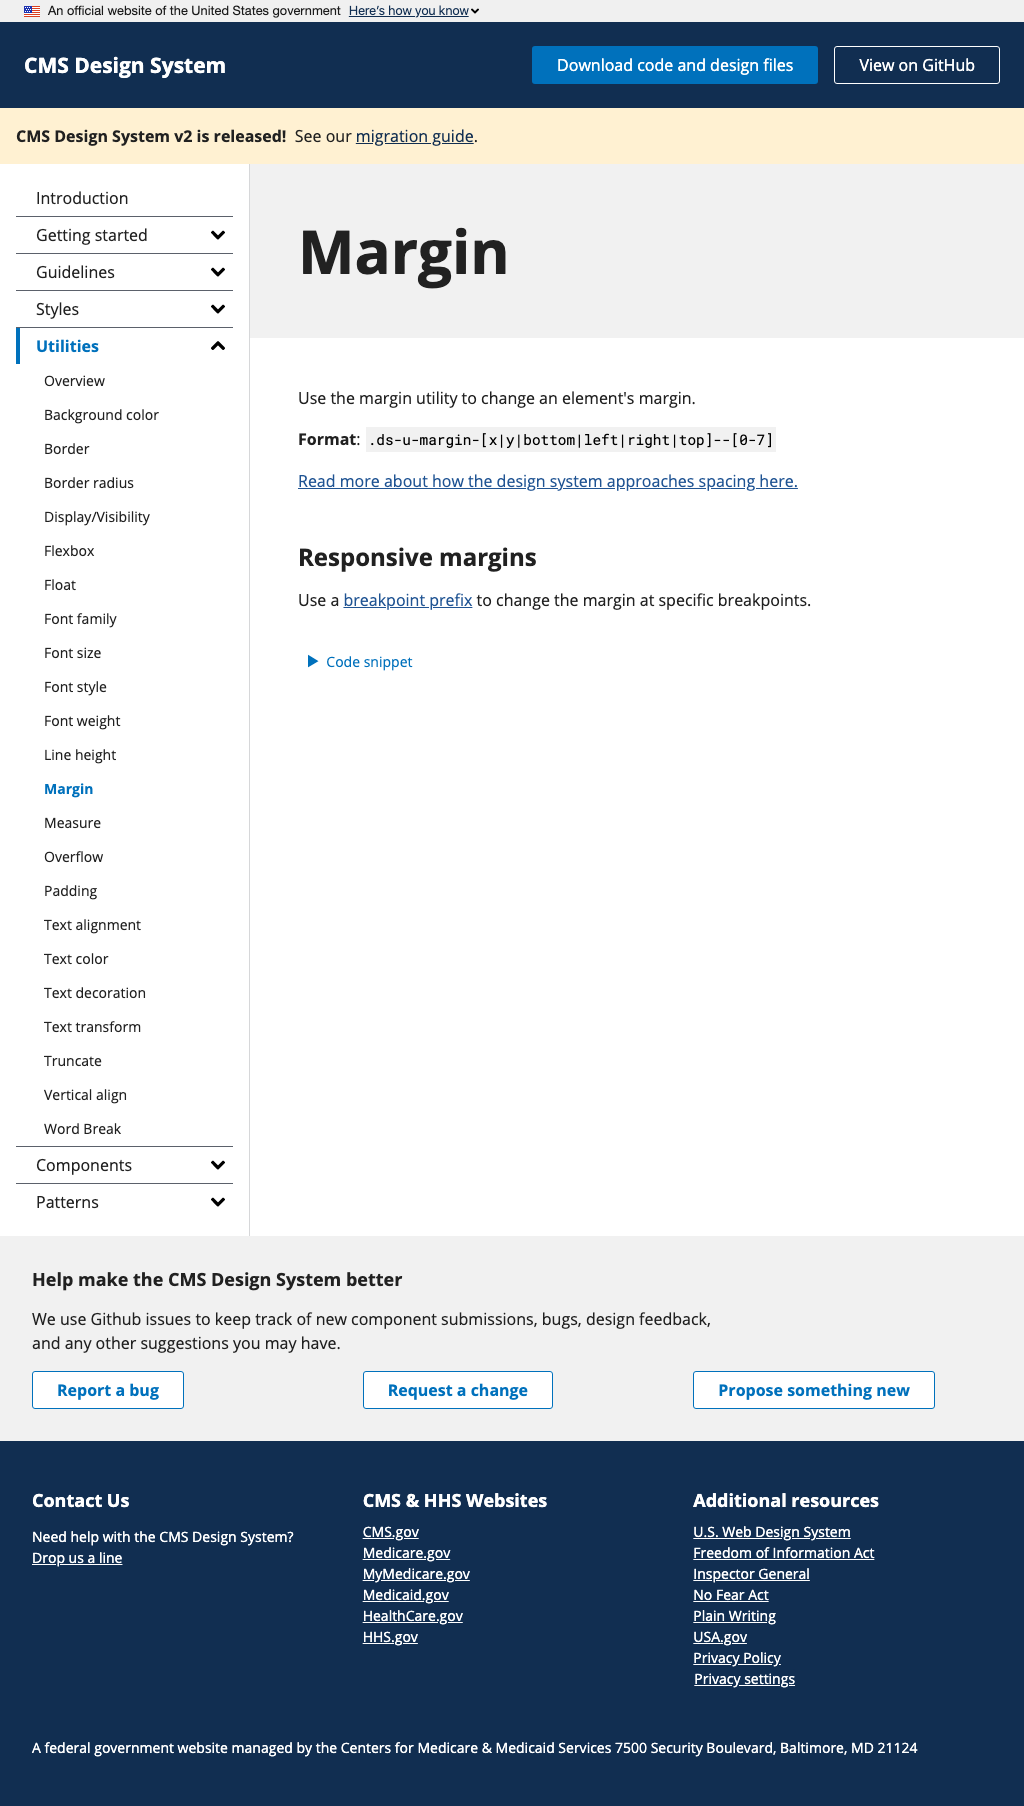 An official website of the United States government Here's how you know
CMS Design System
Download code and design files
View on GitHub
CMS Design System v2 is released! See our migration guide.
Introduction
Getting started
Guidelines
Styles
Utilities
Overview
Background color
Border
Border radius
Display/Visibility
Flexbox
Float
Font family
Font size
Font style
Font weight
Line height
Margin
Measure
Overflow
Padding
Text alignment
Text color
Text decoration
Text transform
Truncate
Vertical align
Word Break
Components
Patterns
Margin
Use the margin utility to change an element's margin.
Format: .ds-u-margin-[x|y|bottom|left|right|top]--[0-7]
Read more about how the design system approaches spacing here.
Responsive margins
Use a breakpoint prefix to change the margin at specific breakpoints.
Code snippet
Help make the CMS Design System better
We use Github issues to keep track of new component submissions, bugs, design feedback,
and any other suggestions you may have.
Report a bug
Request a change
Propose something new
Contact Us
Need help with the CMS Design System?
Drop us a line
CMS & HHS Websites
CMS.gov
Medicare.gov
MyMedicare.gov
Medicaid.gov
HealthCare.gov
HHS.gov
Additional resources
U.S. Web Design System
Freedom of Information Act
Inspector General
No Fear Act
Plain Writing
USA.gov
Privacy Policy
Privacy settings
A federal government website managed by the Centers for Medicare & Medicaid Services 7500 Security Boulevard, Baltimore, MD 21124